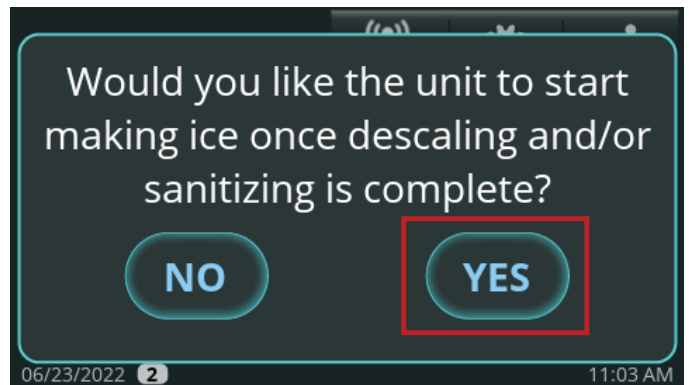 Would you like the unit to start
making ice once descaling and/or
sanitizing is complete?
NO YES
06/23/2022 2 11:03 AM